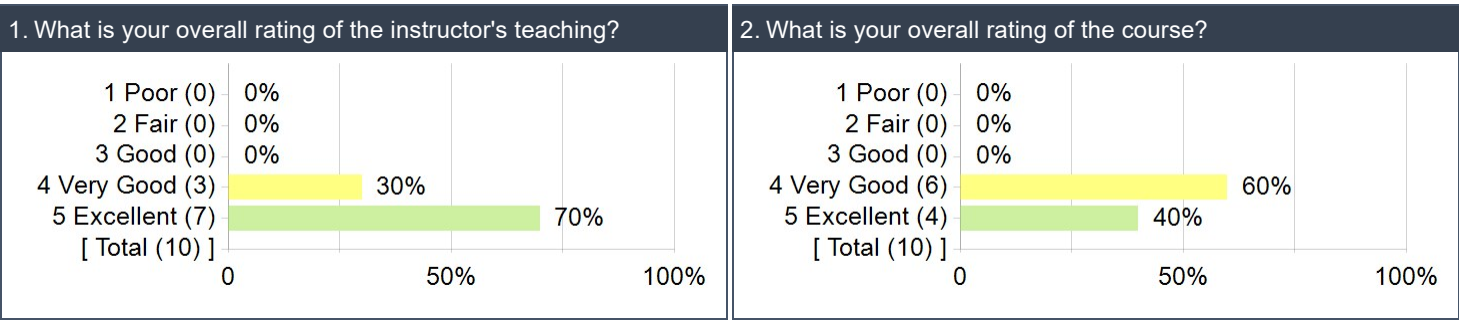 1. What is your overall rating of the instructor's teaching?
1 Poor (0) 0%
2 Fair (0) 0%
3 Good (0) 0%
4 Very Good (3) 30%
5 Excellent (7) 70%
[ Total (10) ]
0 50% 100%
2. What is your overall rating of the course?
1 Poor (0) 0%
2 Fair (0) 0%
3 Good (0) 0%
4 Very Good (6) 60%
5 Excellent (4) 40%
[ Total (10) ]
0 50% 100%